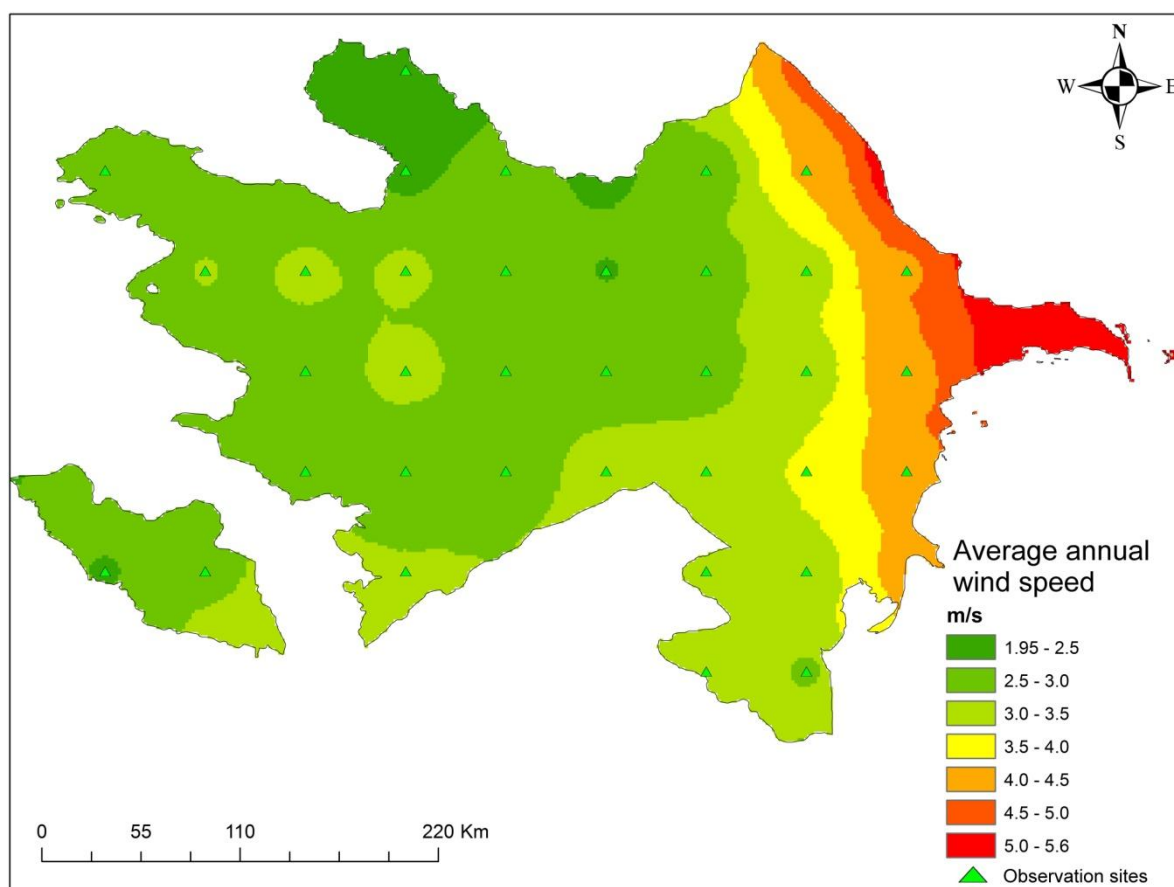 N
W E
S
Average annual
wind speed
m/s
1.95 - 2.5
2.5 - 3.0
3.0 - 3.5
3.5 - 4.0
4.0 - 4.5
4.5 - 5.0
5.0 - 5.6
Observation sites
0 55 110 220 Km